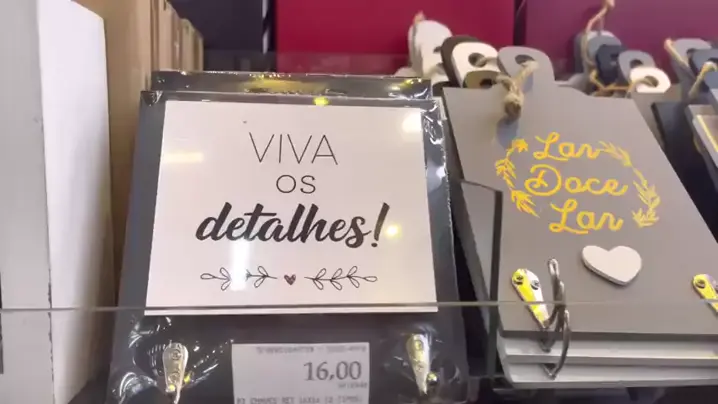 VIVA
OS
detalhes!
Lar
Doce
Lar
16,00